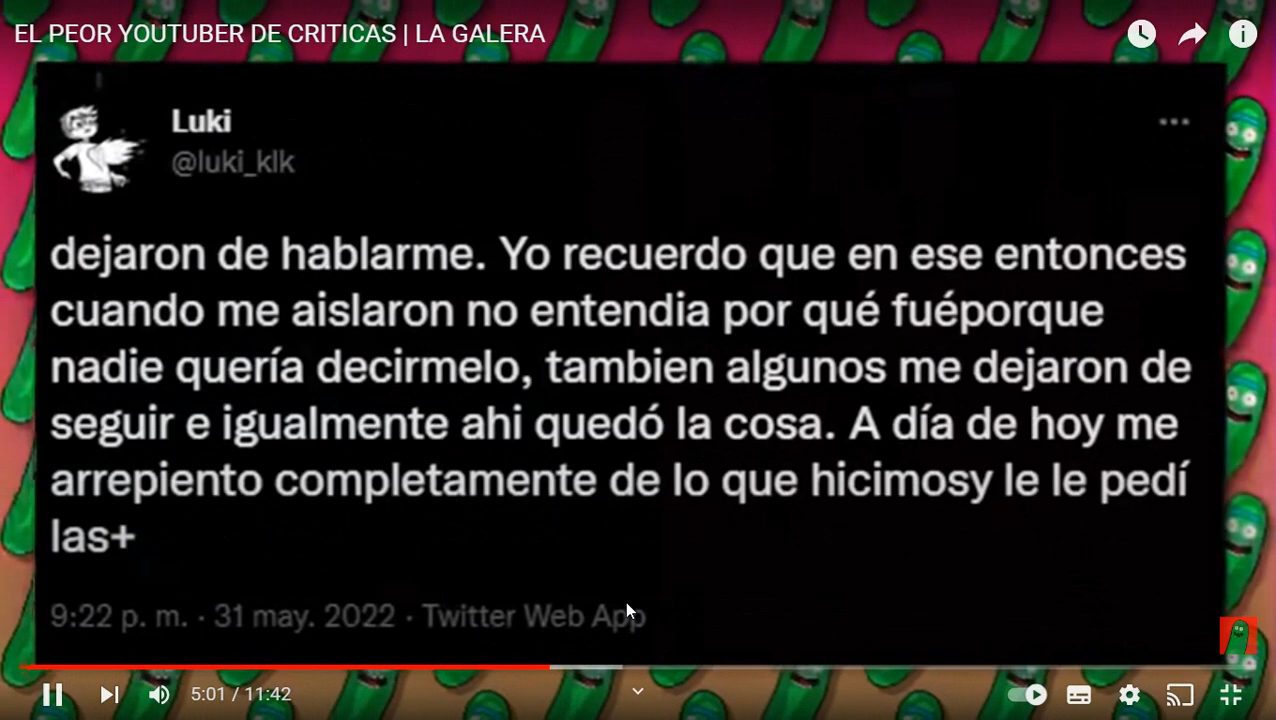 EL PEOR YOUTUBER DE CRITICAS | LA GALERA
Luki
@luki_klk
dejaron de hablarme. Yo recuerdo que en ese entonces
cuando me aislaron no entendia por qué fuéporque
nadie quería decirmelo, tambien algunos me dejaron de
seguir e igualmente ahi quedó la cosa. A día de hoy me
arrepiento completamente de lo que hicimosy le le pedí
las+
9:22 p. m. · 31 may. 2022 · Twitter Web App
5:01 / 11:42